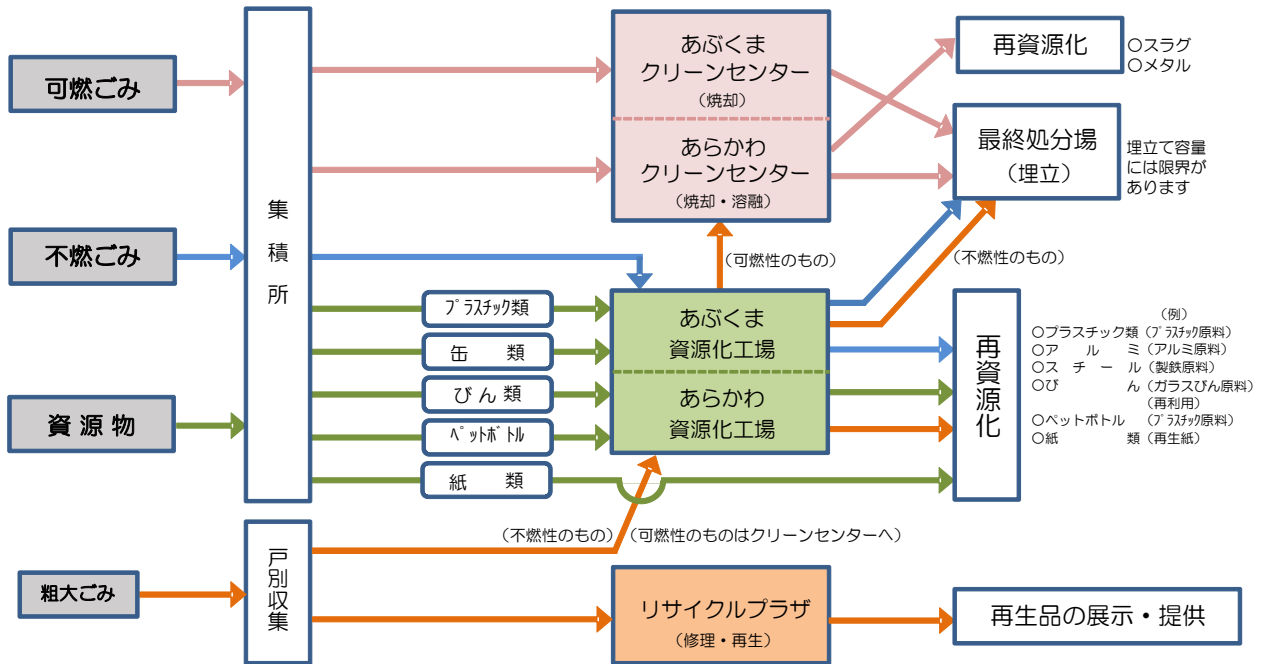 可燃ごみ
不燃ごみ
資源物
粗大ごみ
集積所
戸別収集
プラスチック類
缶　類
びん類
ペットボトル
紙　類
あぶくま
クリーンセンター
（焼却）
あらかわ
クリーンセンター
（焼却・溶融）
（可燃性のもの）
（不燃性のもの）
あぶくま
資源化工場
あらかわ
資源化工場
（不燃性のもの）（可燃性のものはクリーンセンターへ）
リサイクルプラザ
（修理・再生）
再資源化
○スラグ
○メタル
最終処分場
（埋立）
埋立て容量
には限界が
あります
再資源化
（例）
○プラスチック類（プラスチック原料）
○アルミ（アルミ原料）
○スチール（製鉄原料）
○びん（ガラスびん原料）
（再利用）
○ペットボトル（プラスチック原料）
○紙類（再生紙）
再生品の展示・提供